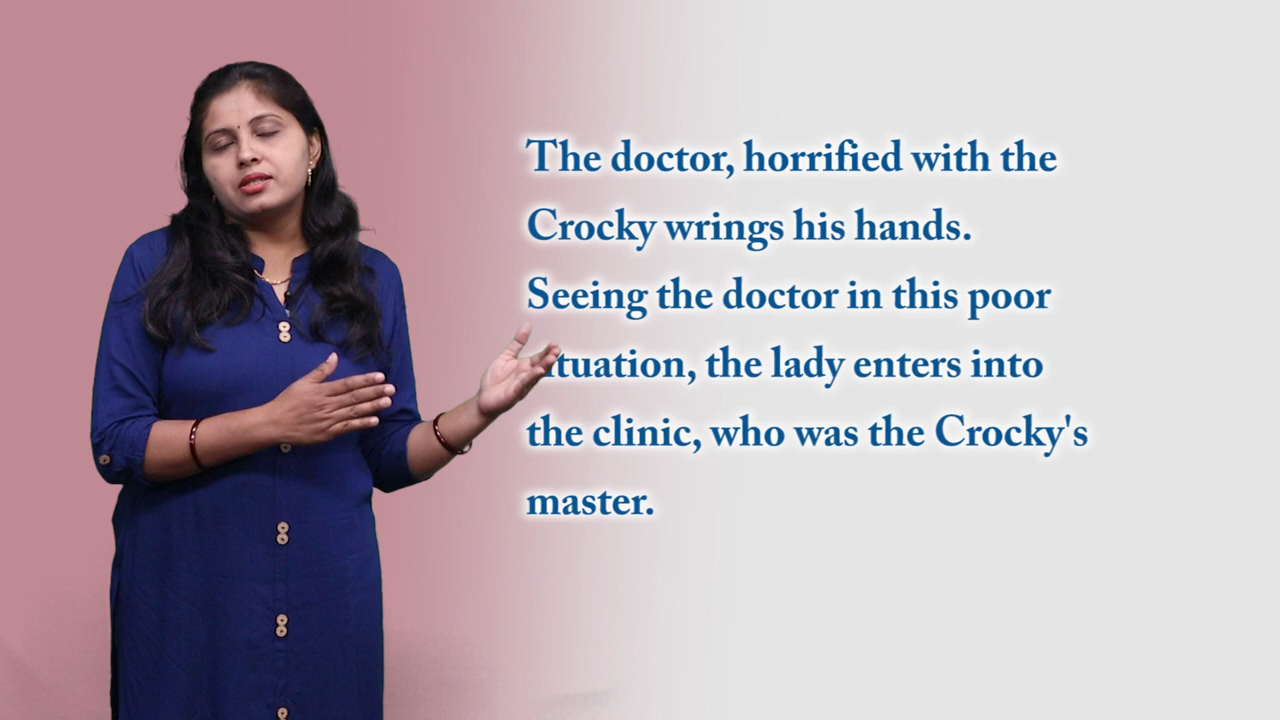 The doctor, horrified with the
Crocky wrings his hands.
Seeing the doctor in this poor
situation, the lady enters into
the clinic, who was the Crocky's
master.